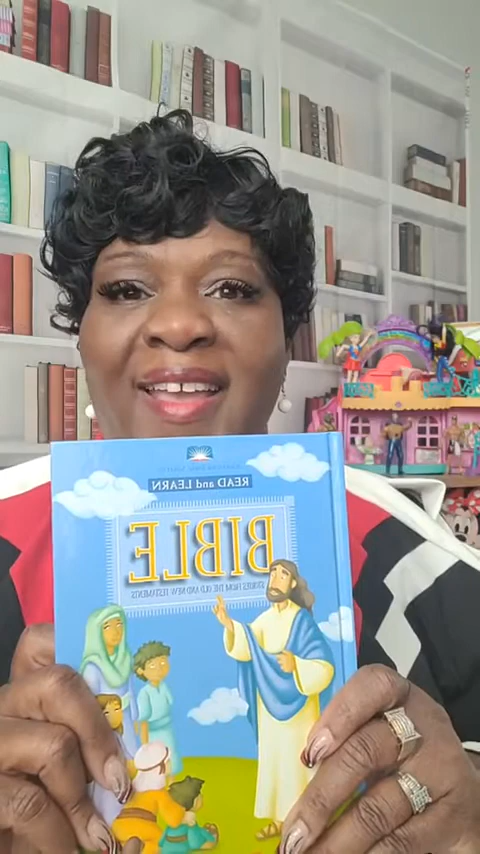 READ and LEARN
BIBLE
STORIES FROM THE OLD AND NEW TESTAMENTS